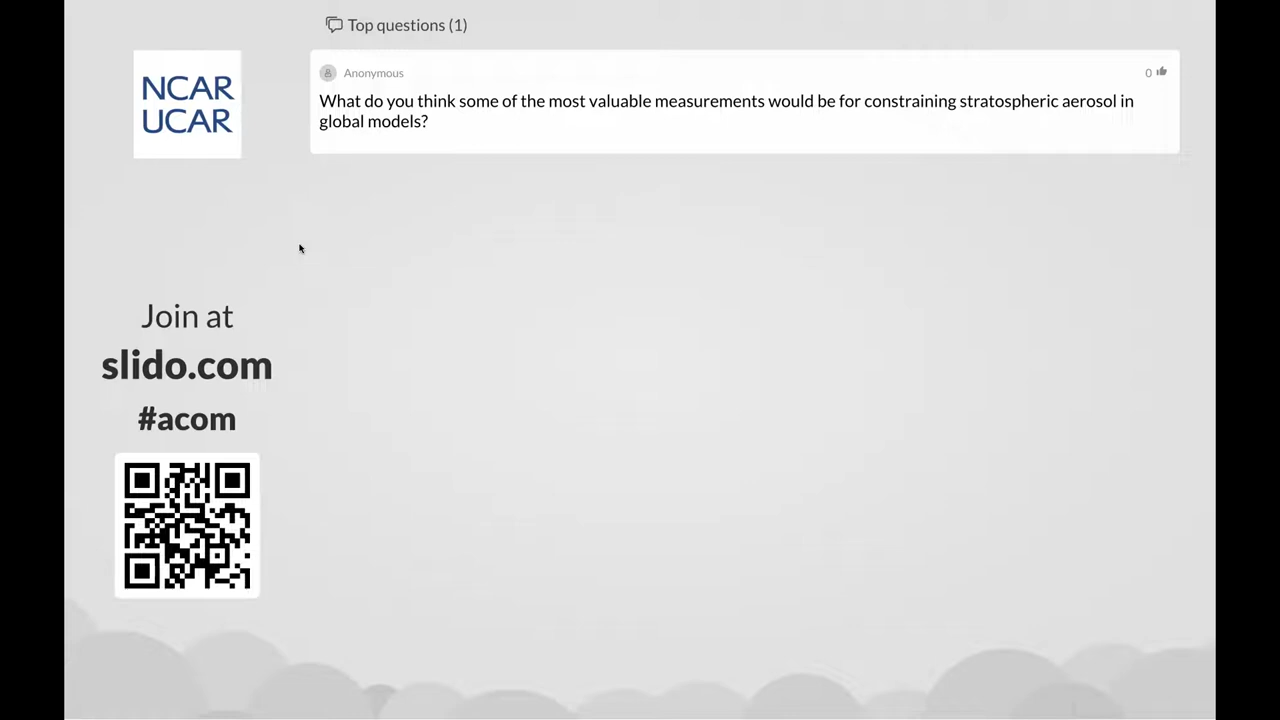 Top questions (1)
NCAR
UCAR
Anonymous
0
What do you think some of the most valuable measurements would be for constraining stratospheric aerosol in
global models?
Join at
slido.com
#acom